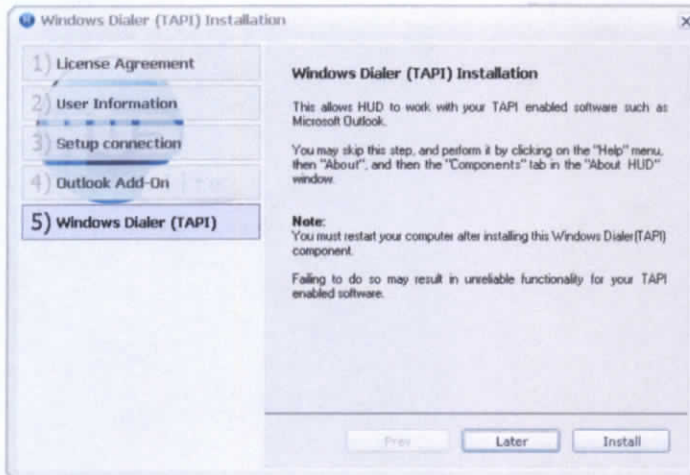 Windows Dialer (TAPI) Installation
1) License Agreement
2) User Information
3) Setup connection
4) Outlook Add-On
5) Windows Dialer (TAPI)
Windows Dialer (TAPI) Installation
This allows HUD to work with your TAPI enabled software such as
Microsoft Outlook.
You may skip this step, and perform it by clicking on the "Help" menu,
then "About", and then the "Components" tab in the "About HUD"
window.
Note:
You must restart your computer after installing this Windows Dialer(TAPI)
component.
Failing to do so may result in unreliable functionality for your TAPI
enabled software.
Prev
Later
Install